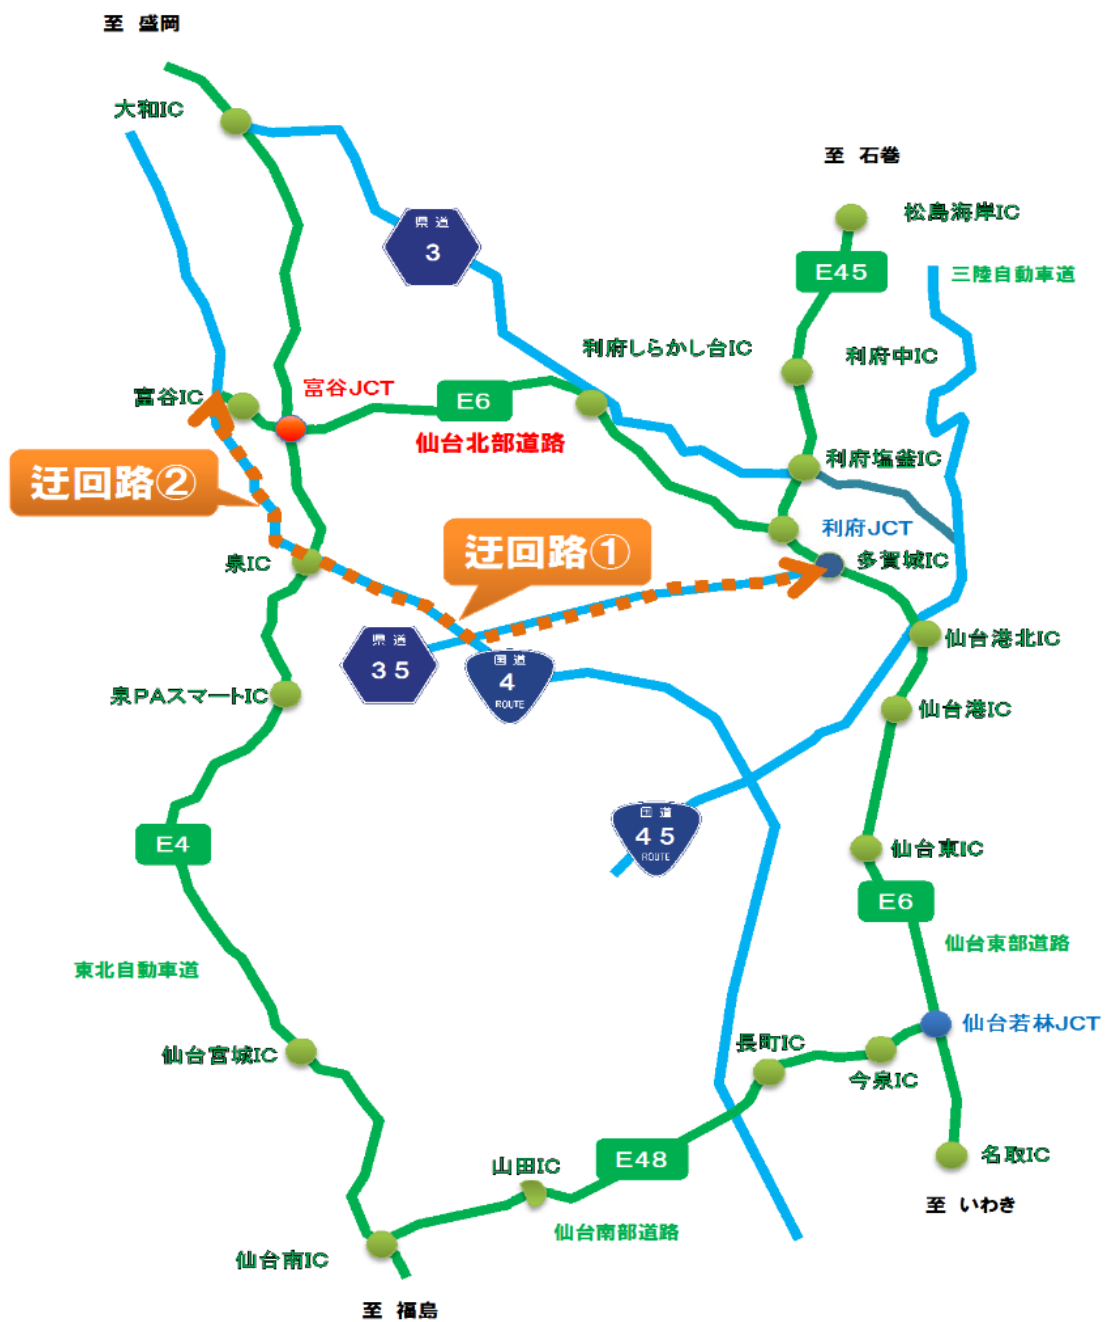 至 盛岡
大和IC
至 石巻
松島海岸IC
県道
3
E45
三陸自動車道
利府しらかし台IC
利府中IC
富谷IC
富谷JCT
E6
仙台北部道路
利府塩釜IC
迂回路②
利府JCT
迂回路①
泉IC
多賀城IC
県道
35
国道
4
ROUTE
仙台港北IC
泉PAスマートIC
仙台港IC
国道
45
ROUTE
E4
仙台東IC
E6
仙台東部道路
東北自動車道
仙台宮城IC
長町IC
仙台若林JCT
今泉IC
山田IC
E48
名取IC
至 いわき
仙台南部道路
仙台南IC
至 福島